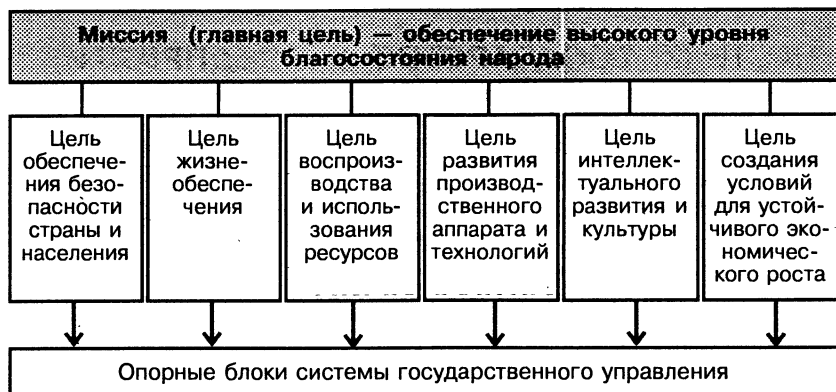 Миссия (главная цель) — обеспечение высокого уровня
благосостояния народа
Цель
обеспече-
ния безо-
пасности
страны и
населения
Цель
жизне-
обеспе-
чения
Цель
воспроиз-
водства
и исполь-
зования
ресурсов
Цель
развития
производ-
ственного
аппарата и
технологий
Цель
интеллек-
туального
развития и
культуры
Цель
создания
условий
для устой-
чивого эко-
номичес-
кого роста
Опорные блоки системы государственного управления